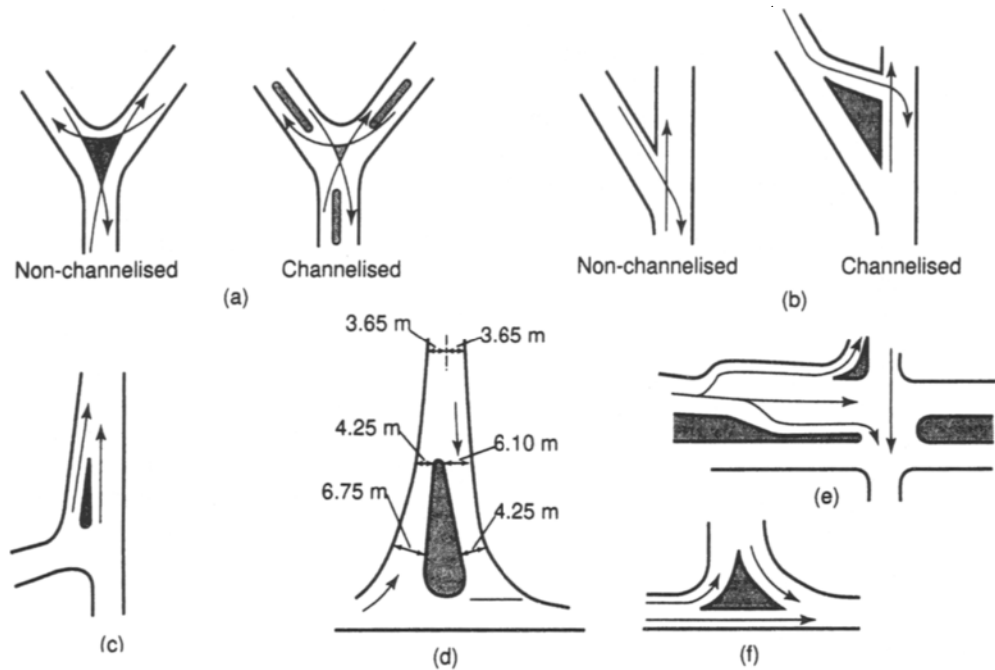 Non-channelised
Channelised
(a)
Non-channelised
Channelised
(b)
3.65 m
3.65 m
4.25 m
6.10 m
6.75 m
4.25 m
(c)
(d)
(e)
(f)